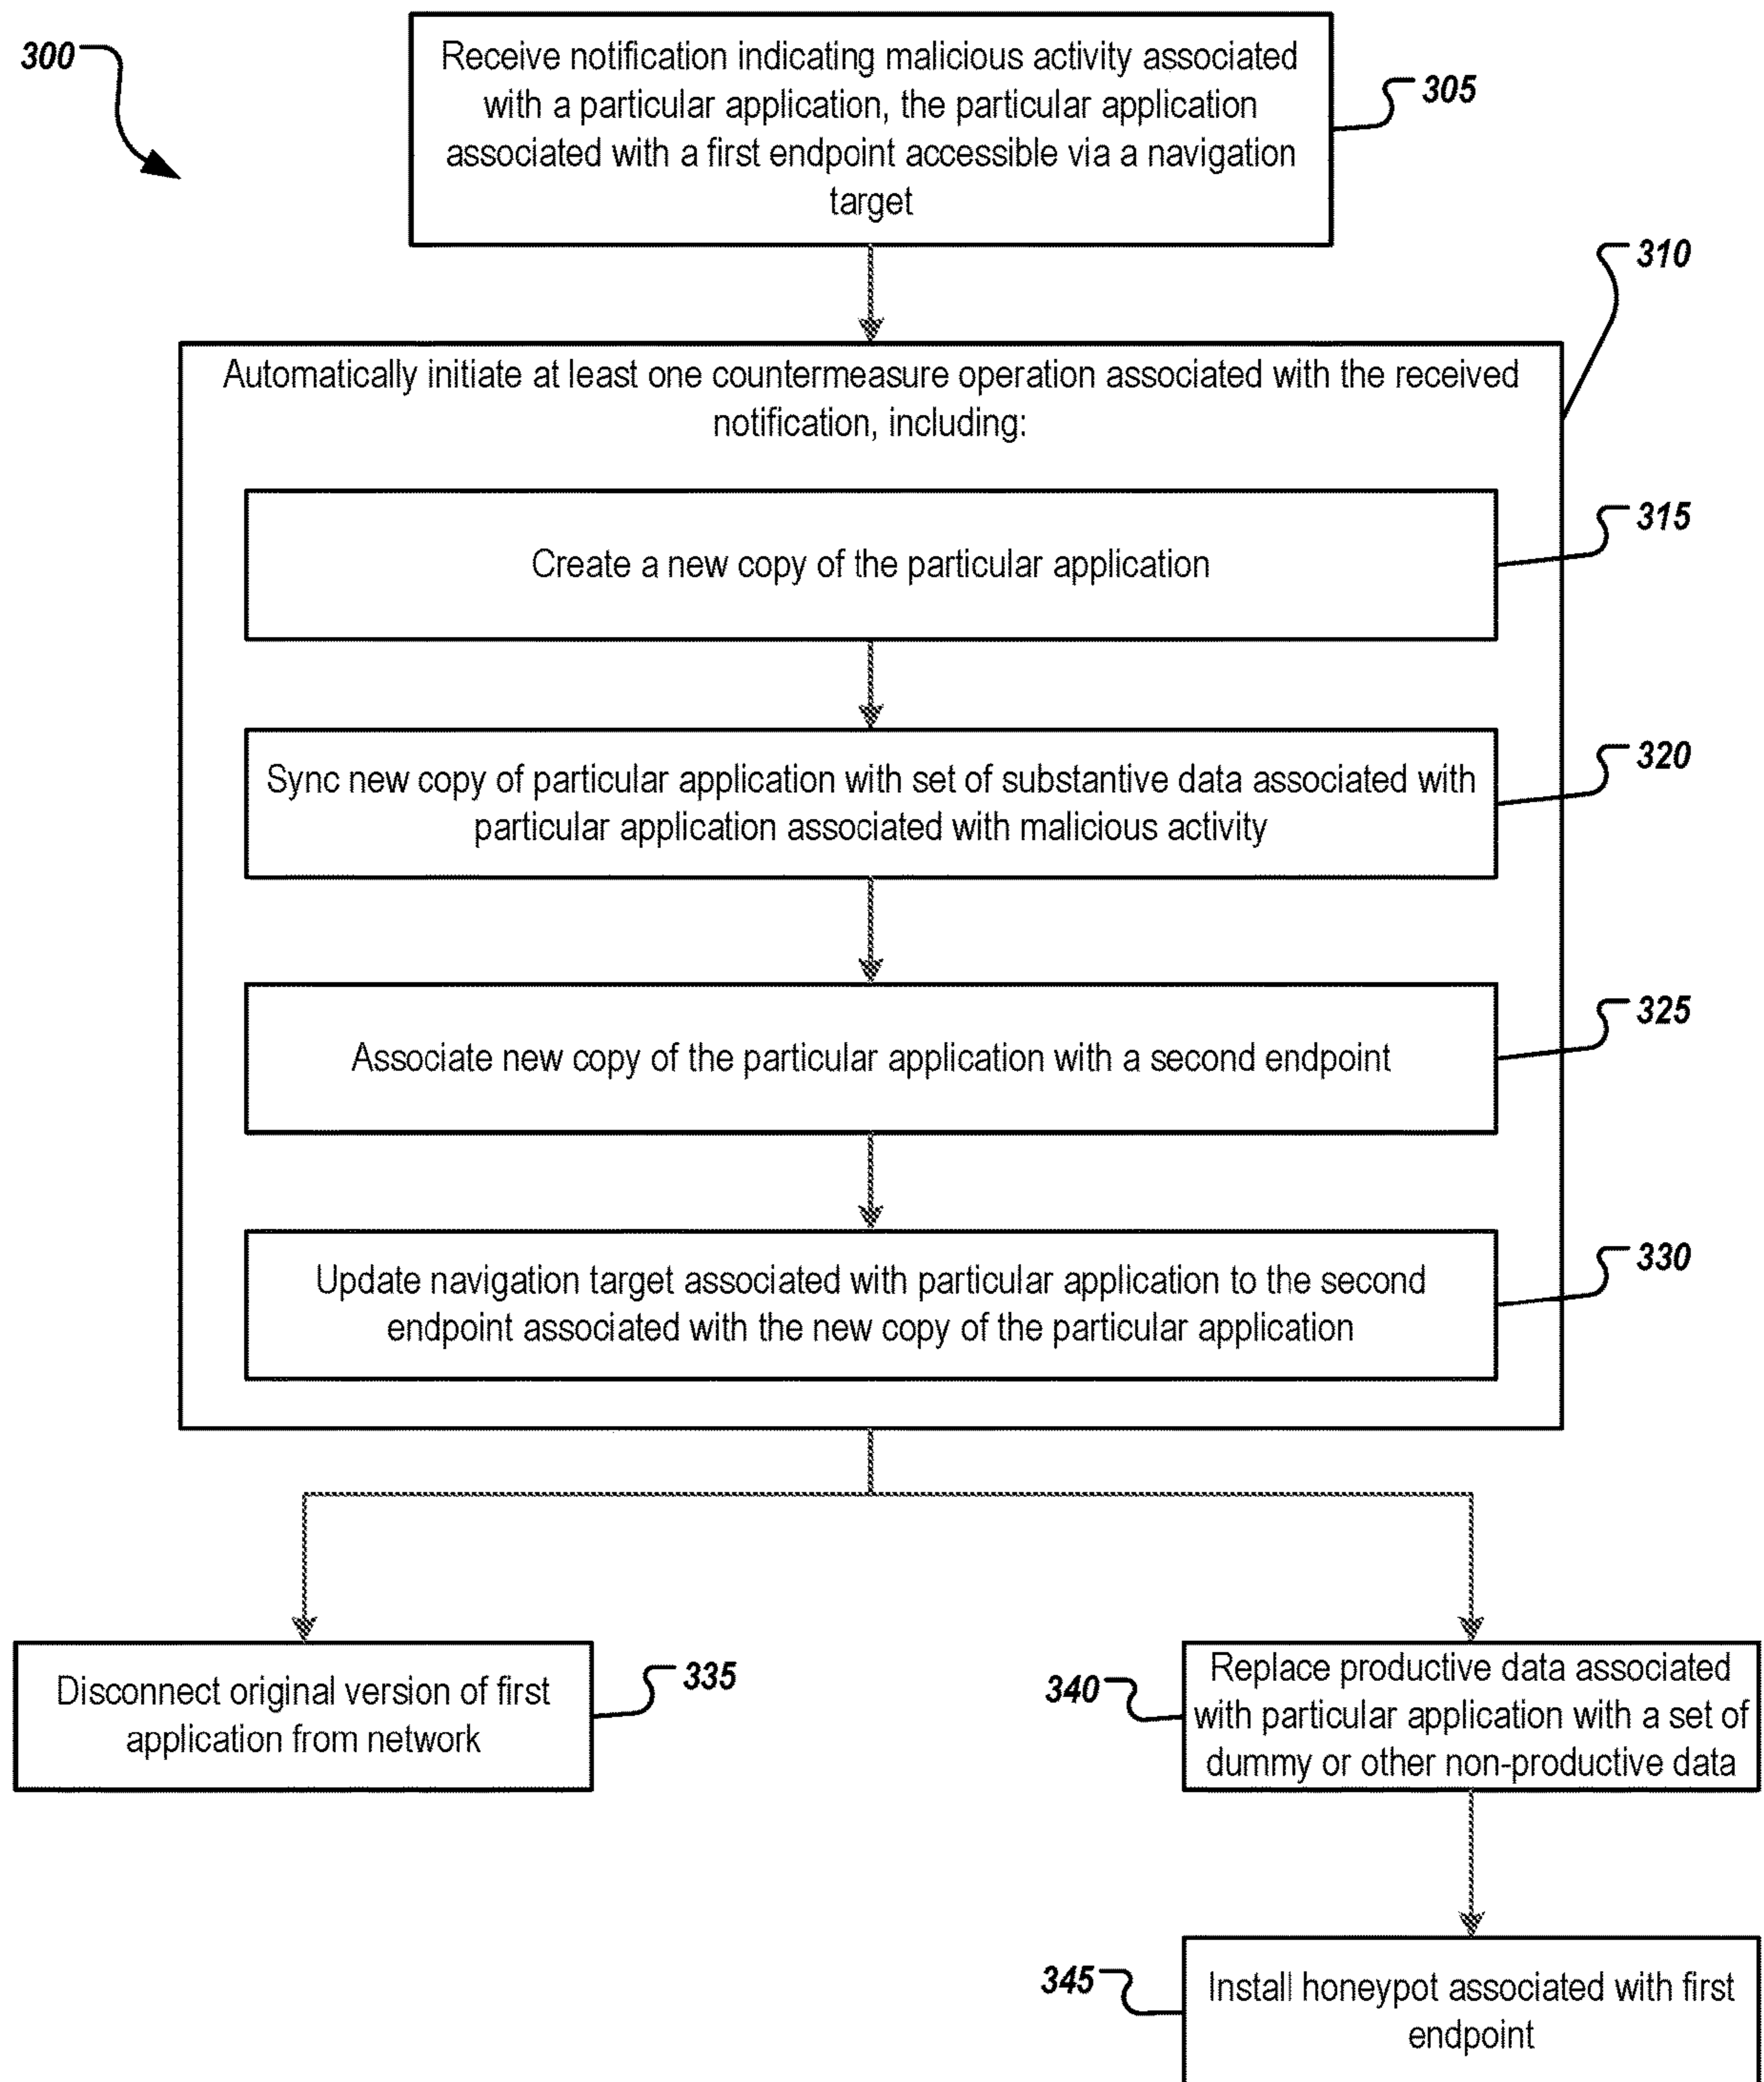 300
Receive notification indicating malicious activity associated
with a particular application, the particular application
associated with a first endpoint accessible via a navigation
target
305
310
Automatically initiate at least one countermeasure operation associated with the received
notification, including:
Create a new copy of the particular application
315
Sync new copy of particular application with set of substantive data associated with
particular application associated with malicious activity
320
Associate new copy of the particular application with a second endpoint
325
Update navigation target associated with particular application to the second
endpoint associated with the new copy of the particular application
330
Disconnect original version of first
application from network
335
340
Replace productive data associated
with particular application with a set of
dummy or other non-productive data
345
Install honeypot associated with first
endpoint